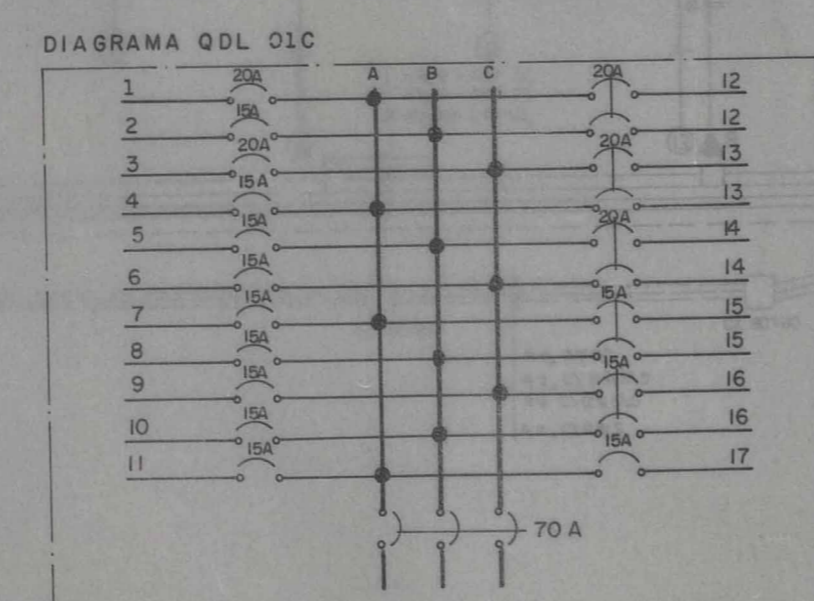 DIAGRAMA QDL 01C
A B C
1 20A 20A 12
2 15A 12
3 20A 20A 13
4 15A 13
5 15A 20A 14
6 15A 14
7 15A 15A 15
8 15A 15
9 15A 15A 16
10 15A 16
11 15A 15A 17
70 A